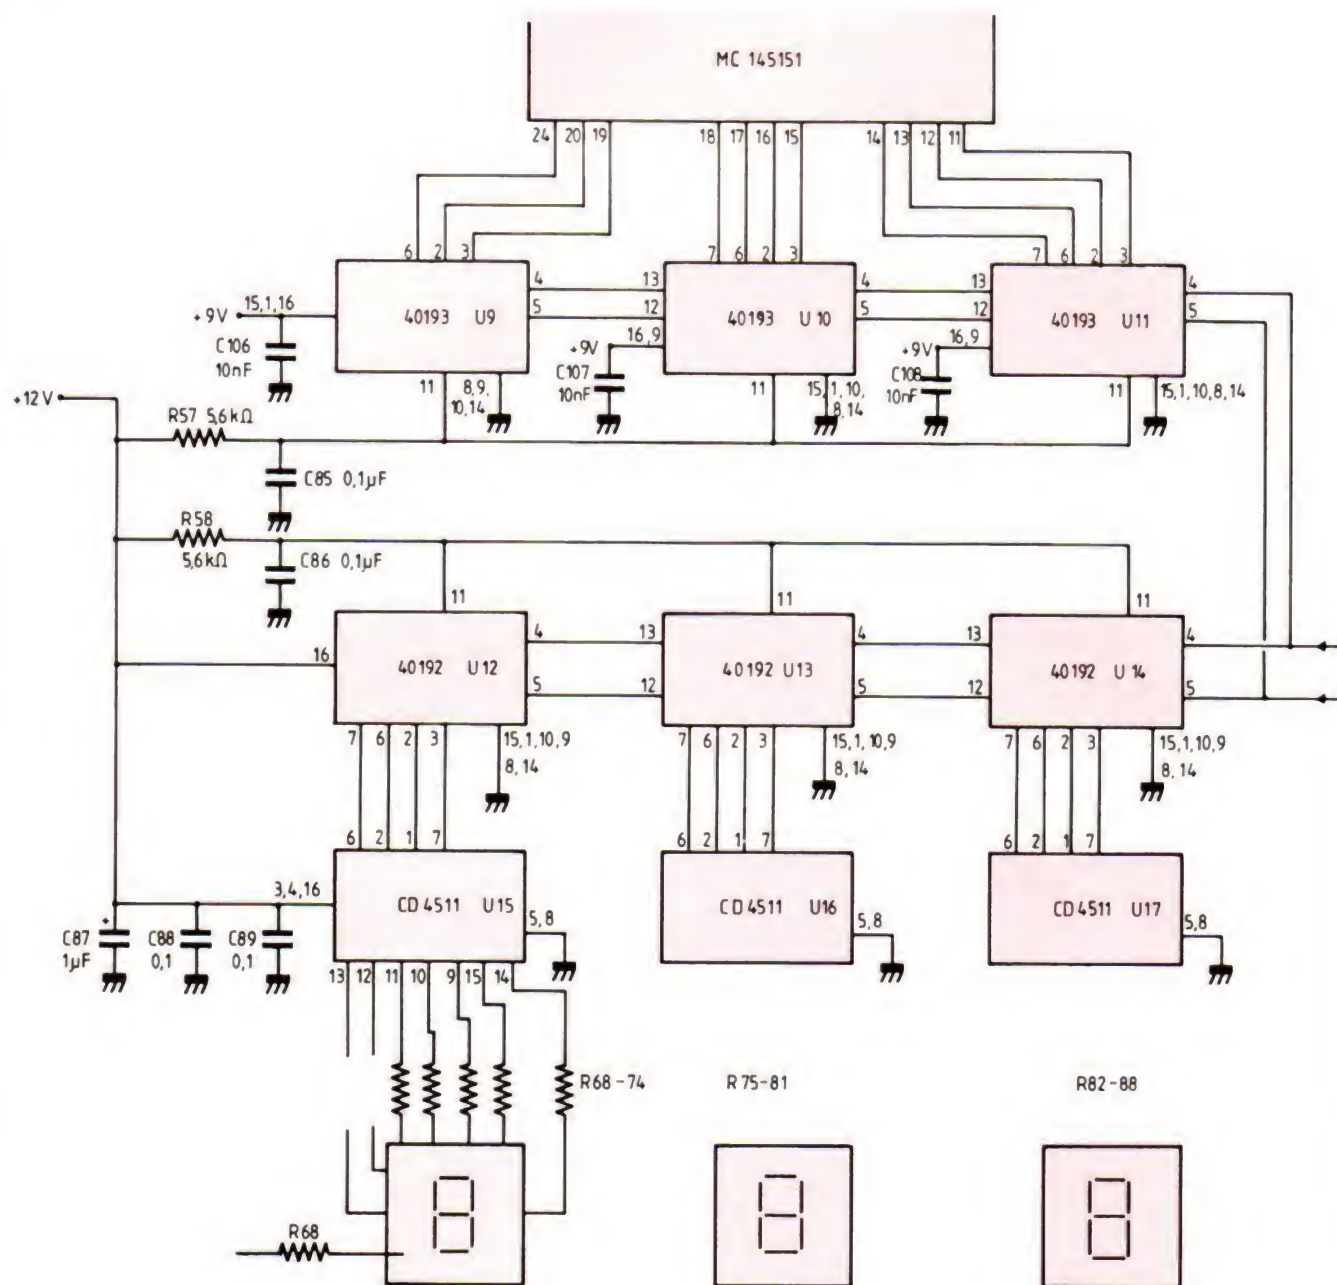 MC 145151
24 20 19 18 17 16 15 14 13 12 11
6 2 3 7 6 2 3 7 6 2 3
40193 U9
4 13
5 12
40193 U10
4 13
5 12
40193 U11
4
5
+9V 15,1,16
C106
10nF
11
8,9,
10,14
16,9
+9V
C107
10nF
11
15,1,10,
8,14
16,9
+9V
C108
10nF
11
15,1,10,8,14
+12V
R57 5,6kΩ
C85 0,1µF
R58
5,6kΩ
C86 0,1µF
11 11 11
16
40192 U12
4 13
5 12
40192 U13
4 13
5 12
40192 U14
4
5
7 6 2 3
15,1,10,9
8,14
7 6 2 3
15,1,10,9
8,14
7 6 2 3
15,1,10,9
8,14
6 2 1 7
6 2 1 7
6 2 1 7
3,4,16
CD4511 U15
5,8
CD4511 U16
5,8
CD4511 U17
5,8
+
C87
1µF
C88
0,1
C89
0,1
13 12 11 10 9 15 14
R68-74
R75-81
R82-88
R68
8
8
8